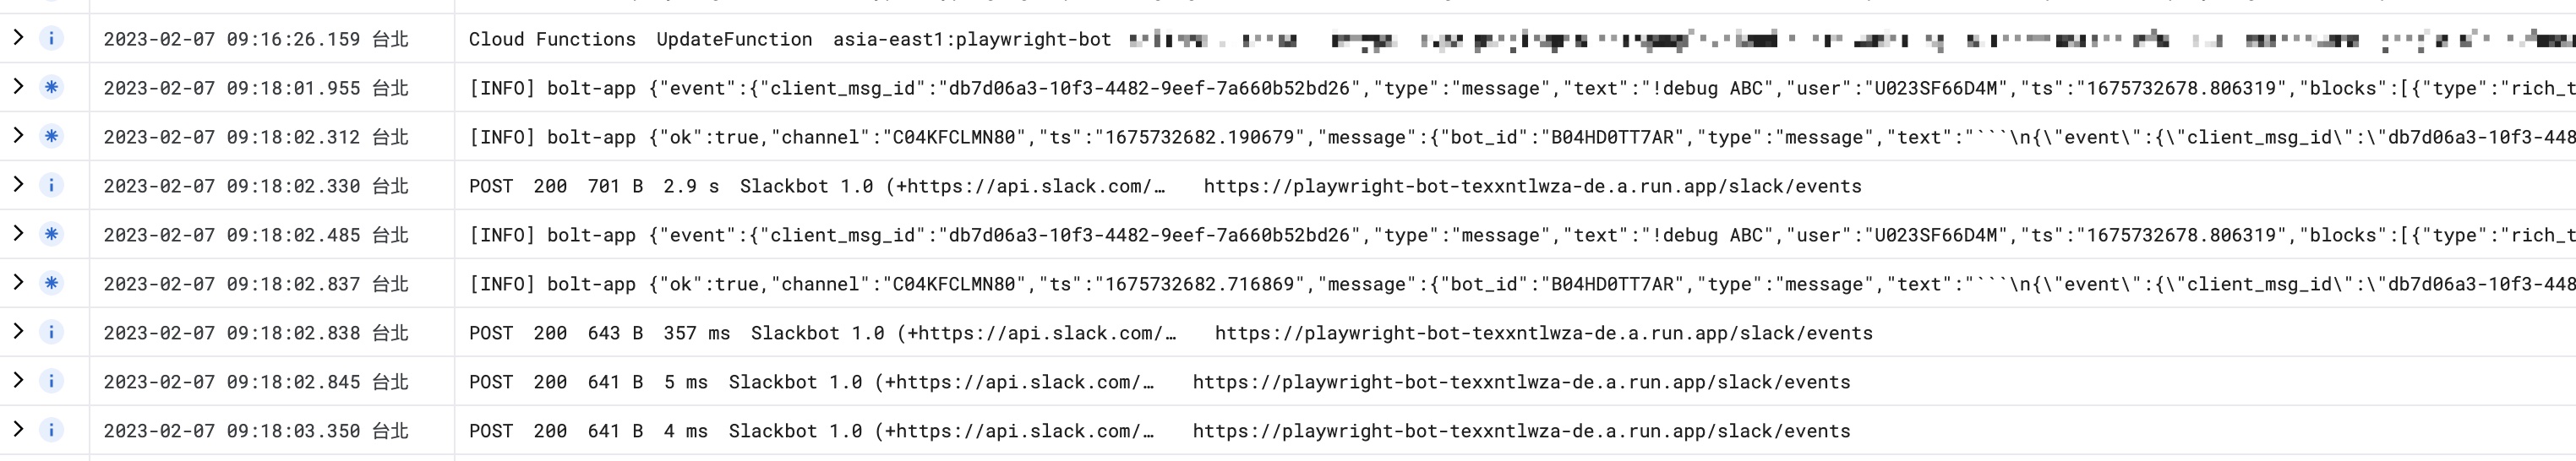 2023-02-07 09:16:26.159 台北 Cloud Functions UpdateFunction asia-east1:playwright-bot
2023-02-07 09:18:01.955 台北 [INFO] bolt-app {"event":{"client_msg_id":"db7d06a3-10f3-4482-9eef-7a660b52bd26","type":"message","text":"!debug ABC","user":"U023SF66D4M","ts":"1675732678.806319","blocks":[{"type":"rich_t
2023-02-07 09:18:02.312 台北 [INFO] bolt-app {"ok":true,"channel":"C04KFCLMN80","ts":"1675732682.190679","message":{"bot_id":"B04HD0TT7AR","type":"message","text":"```\n{\"event\":{\"client_msg_id\":\"db7d06a3-10f3-448
2023-02-07 09:18:02.330 台北 POST 200 701 B 2.9 s Slackbot 1.0 (+https://api.slack.com/… https://playwright-bot-texxntlwza-de.a.run.app/slack/events
2023-02-07 09:18:02.485 台北 [INFO] bolt-app {"event":{"client_msg_id":"db7d06a3-10f3-4482-9eef-7a660b52bd26","type":"message","text":"!debug ABC","user":"U023SF66D4M","ts":"1675732678.806319","blocks":[{"type":"rich_t
2023-02-07 09:18:02.837 台北 [INFO] bolt-app {"ok":true,"channel":"C04KFCLMN80","ts":"1675732682.716869","message":{"bot_id":"B04HD0TT7AR","type":"message","text":"```\n{\"event\":{\"client_msg_id\":\"db7d06a3-10f3-448
2023-02-07 09:18:02.838 台北 POST 200 643 B 357 ms Slackbot 1.0 (+https://api.slack.com/… https://playwright-bot-texxntlwza-de.a.run.app/slack/events
2023-02-07 09:18:02.845 台北 POST 200 641 B 5 ms Slackbot 1.0 (+https://api.slack.com/… https://playwright-bot-texxntlwza-de.a.run.app/slack/events
2023-02-07 09:18:03.350 台北 POST 200 641 B 4 ms Slackbot 1.0 (+https://api.slack.com/… https://playwright-bot-texxntlwza-de.a.run.app/slack/events